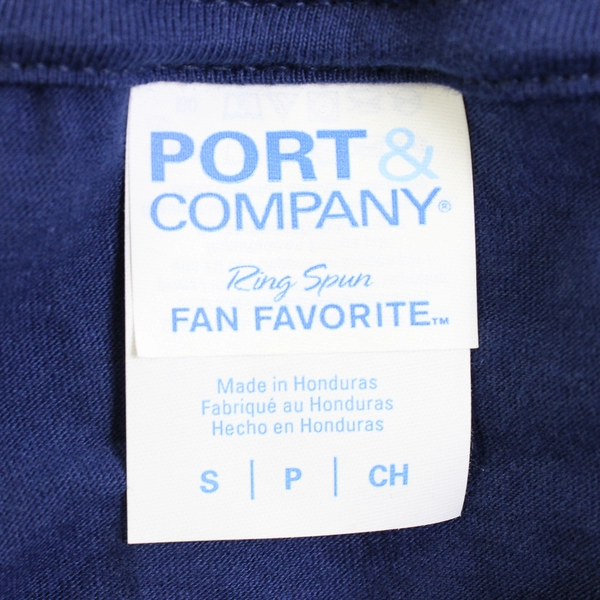 PORT &
COMPANY®
Ring Spun
FAN FAVORITE™
Made in Honduras
Fabriqué au Honduras
Hecho en Honduras
S | P | CH